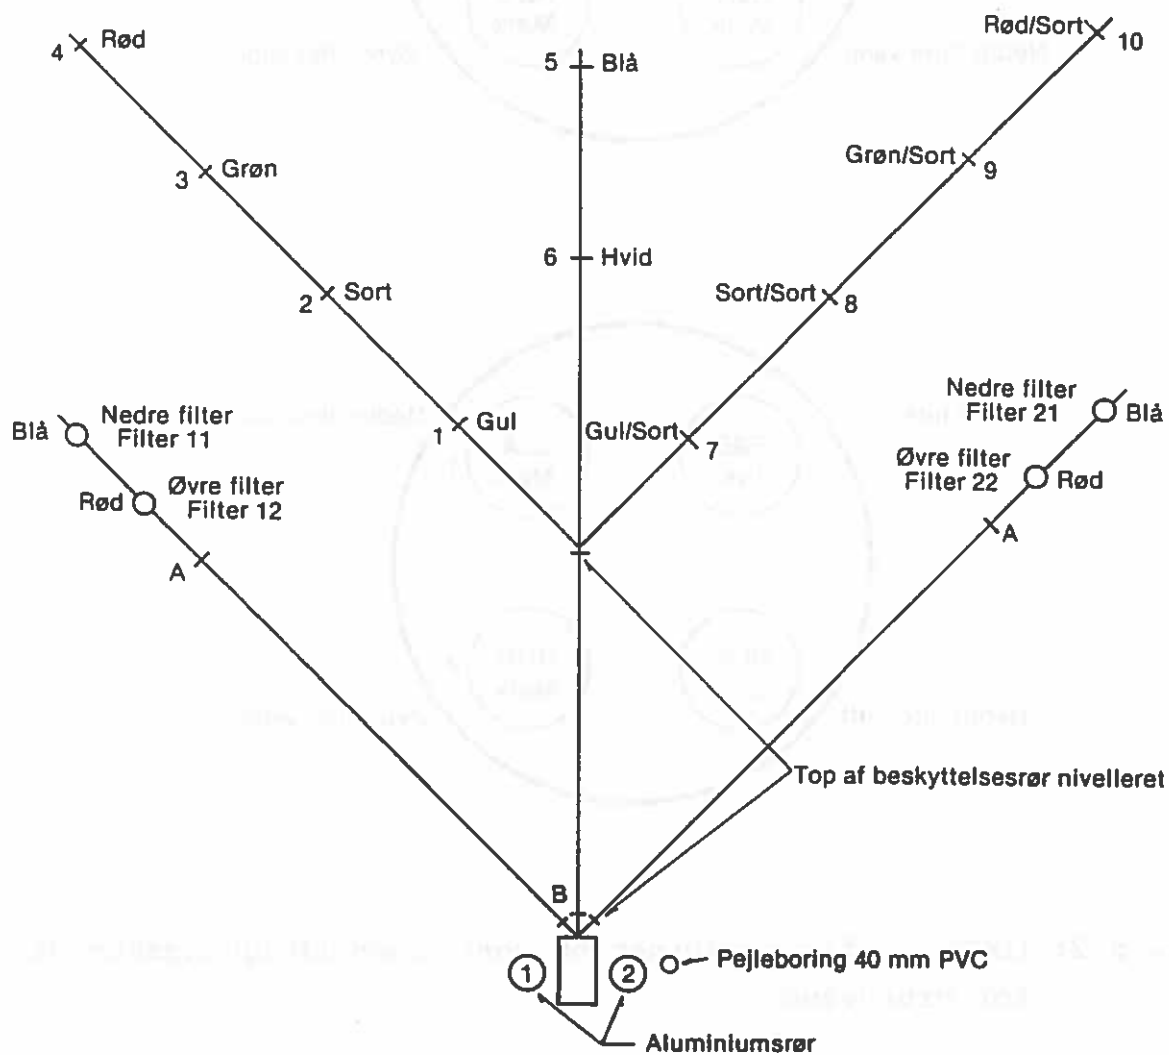 4 Rød
5 Blå
Rød/Sort 10
3 Grøn
Grøn/Sort 9
6 Hvid
2 Sort
Sort/Sort 8
1 Gul
Gul/Sort 7
Blå
Nedre filter
Filter 11
Rød
Øvre filter
Filter 12
A
Nedre filter
Filter 21
Blå
Øvre filter
Filter 22
Rød
A
Top af beskyttelsesrør nivelleret
B
1
2
Pejleboring 40 mm PVC
Aluminiumsrør